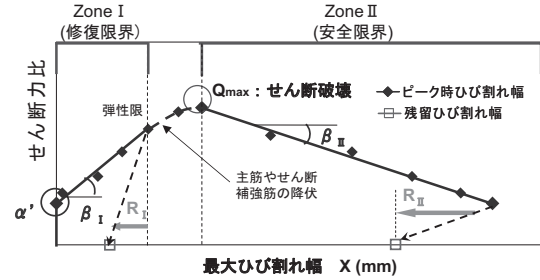 Zone Ⅰ
(修復限界)
Zone Ⅱ
(安全限界)
せん断力比
Qmax：せん断破壊
弾性限
ピーク時ひび割れ幅
残留ひび割れ幅
βⅡ
主筋やせん断
補強筋の降伏
α'
βⅠ
RⅠ
RⅡ
最大ひび割れ幅 X (mm)